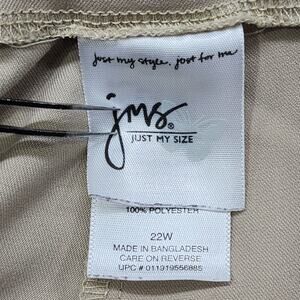 just my style. just for me
jms®
JUST MY SIZE
100% POLYESTER
22W
MADE IN BANGLADESH
CARE ON REVERSE
UPC # 011919556885